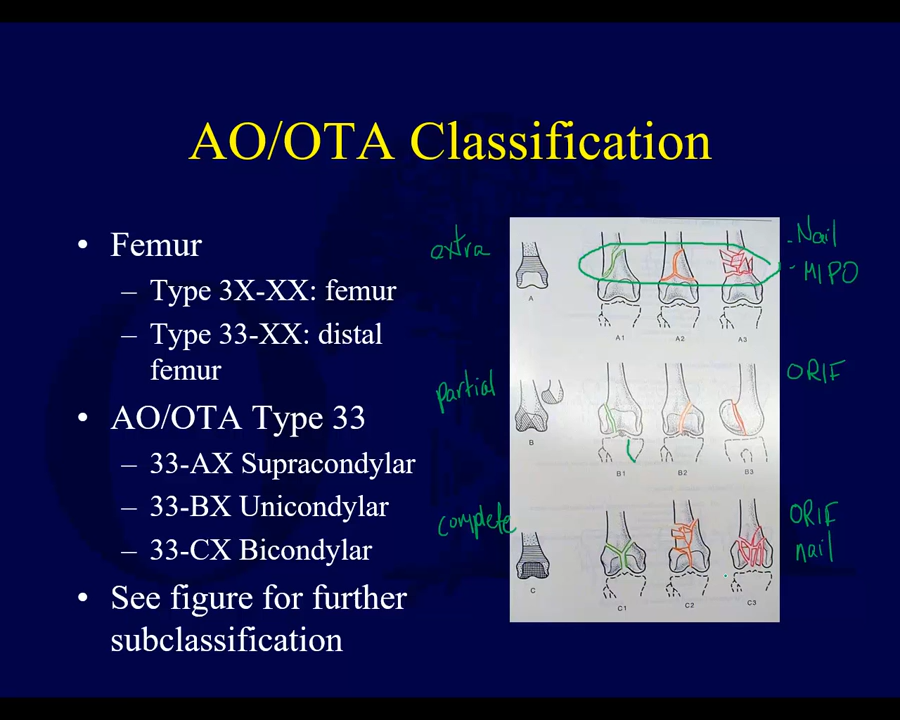 AO/OTA Classification
• Femur
– Type 3X-XX: femur
– Type 33-XX: distal
femur
• AO/OTA Type 33
– 33-AX Supracondylar
– 33-BX Unicondylar
– 33-CX Bicondylar
• See figure for further
subclassification
extra
- Nail
- MIPO
A
A1 A2 A3
partial
ORIF
B
B1 B2 B3
complete
ORIF
nail
C
C1 C2 C3